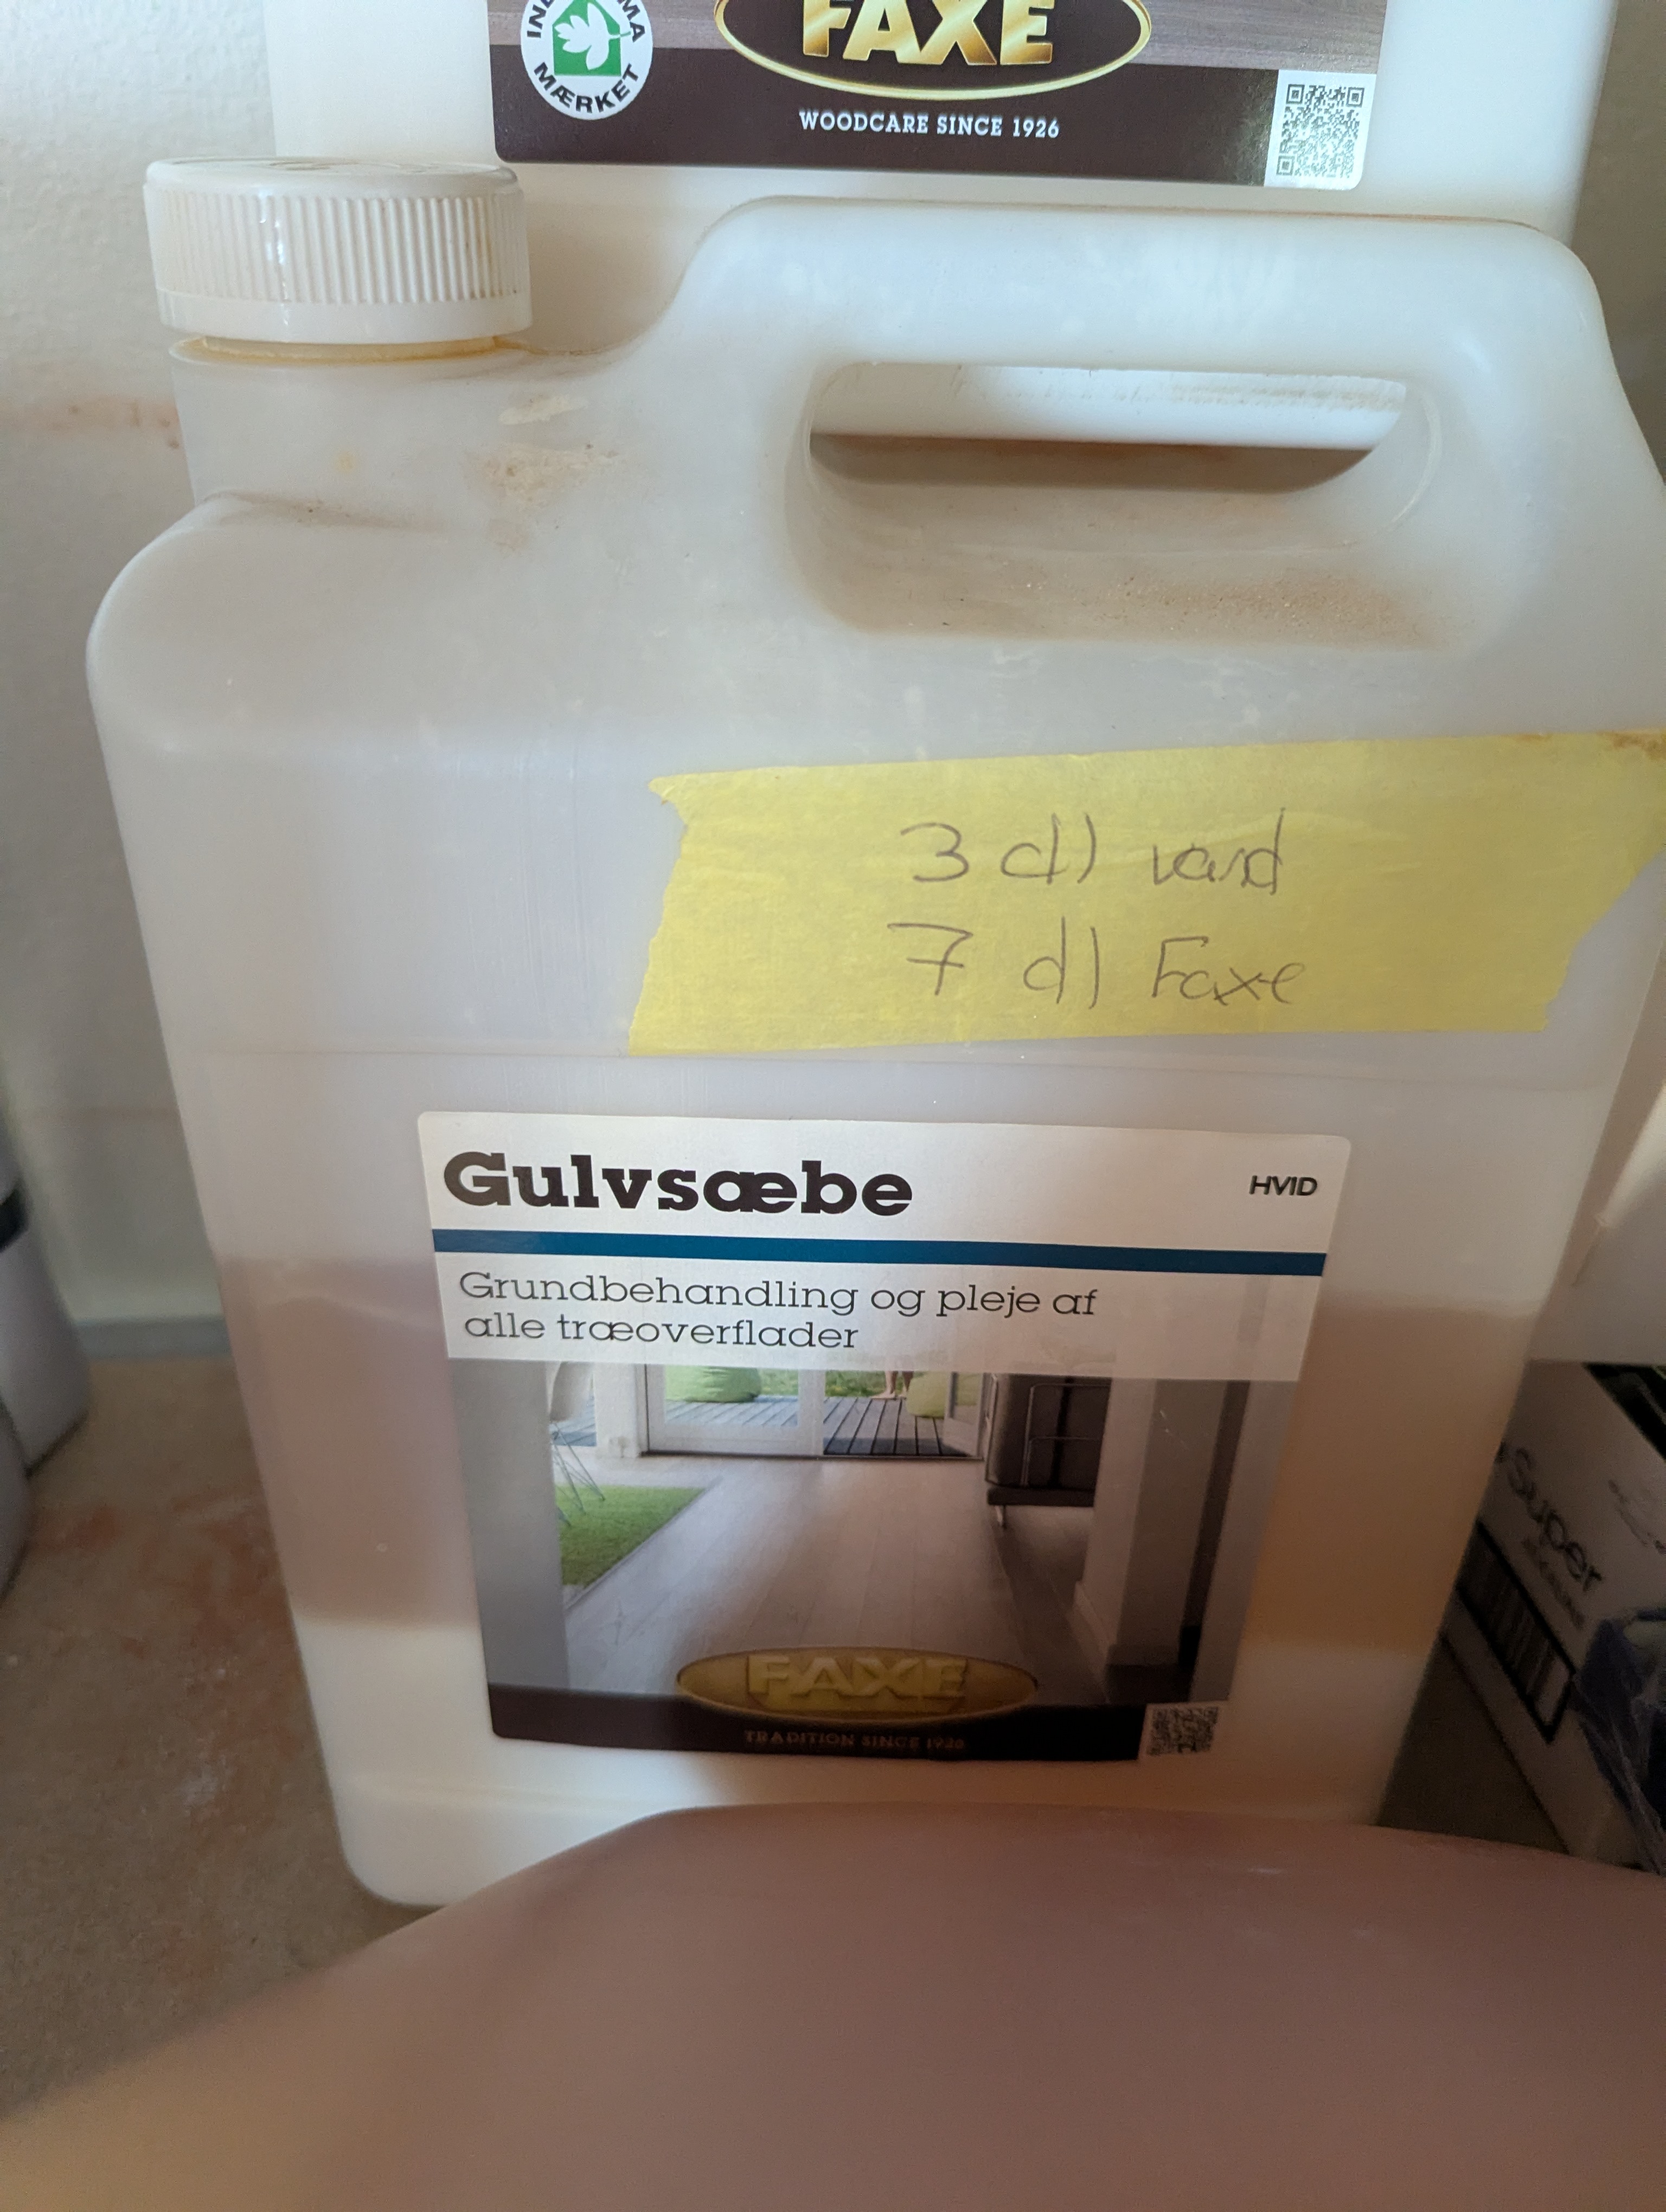 FAXE
MÆRKET
WOODCARE SINCE 1926
3 dl vand
7 dl Faxe
Gulvsæbe
HVID
Grundbehandling og pleje af
alle træoverflader
FAXE
TRADITION SINCE 1926
Super